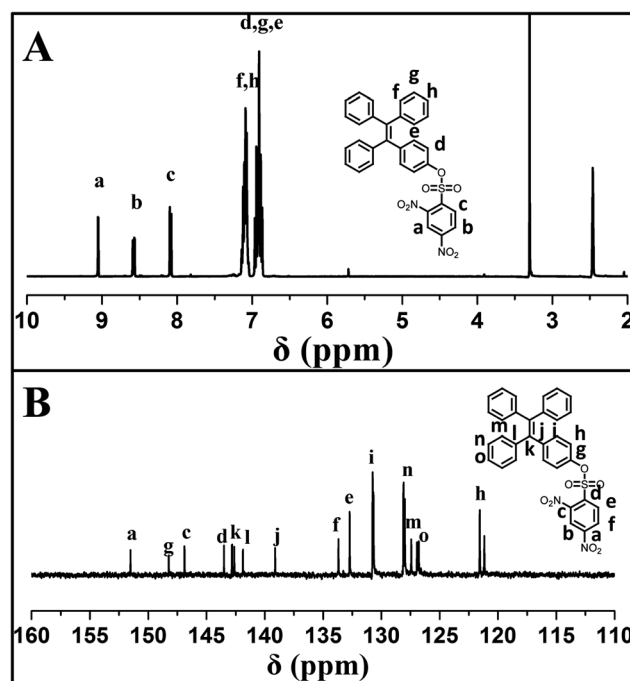 A
d,g,e
f,h
a
b
c
g
f
h
e
d
O
O=S=O
O₂N
c
a
b
NO₂
10 9 8 7 6 5 4 3 2
δ (ppm)
B
a
g
c
d
k
l
j
f
e
i
n
m
o
h
m
n
l
j
i
h
o
k
g
O
O=S=O
d
O₂N
c
e
b
a
f
NO₂
160 155 150 145 140 135 130 125 120 115 110
δ (ppm)